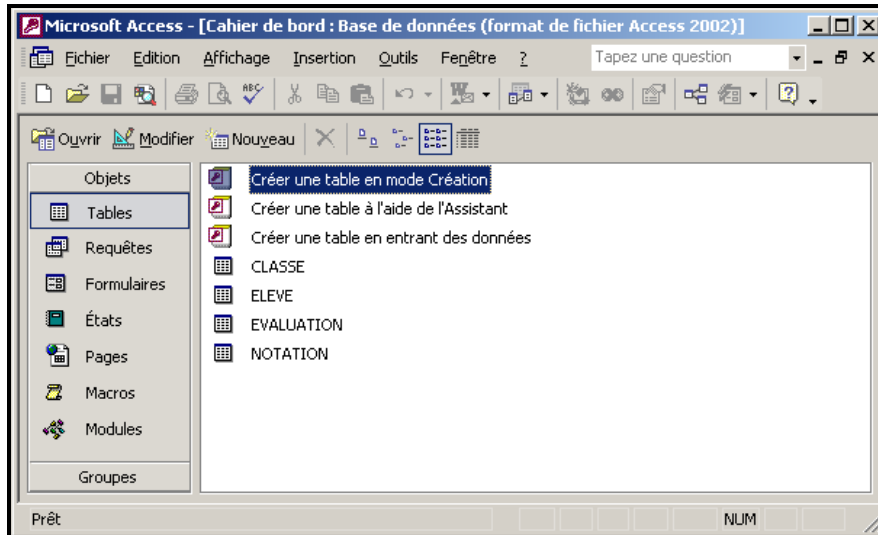 Microsoft Access - [Cahier de bord : Base de données (format de fichier Access 2002)]
Fichier Edition Affichage Insertion Outils Fenêtre ? Tapez une question
ABC
Ouvrir Modifier Nouveau
Objets
Tables
Requêtes
Formulaires
États
Pages
Macros
Modules
Groupes
Créer une table en mode Création
Créer une table à l'aide de l'Assistant
Créer une table en entrant des données
CLASSE
ELEVE
EVALUATION
NOTATION
Prêt NUM